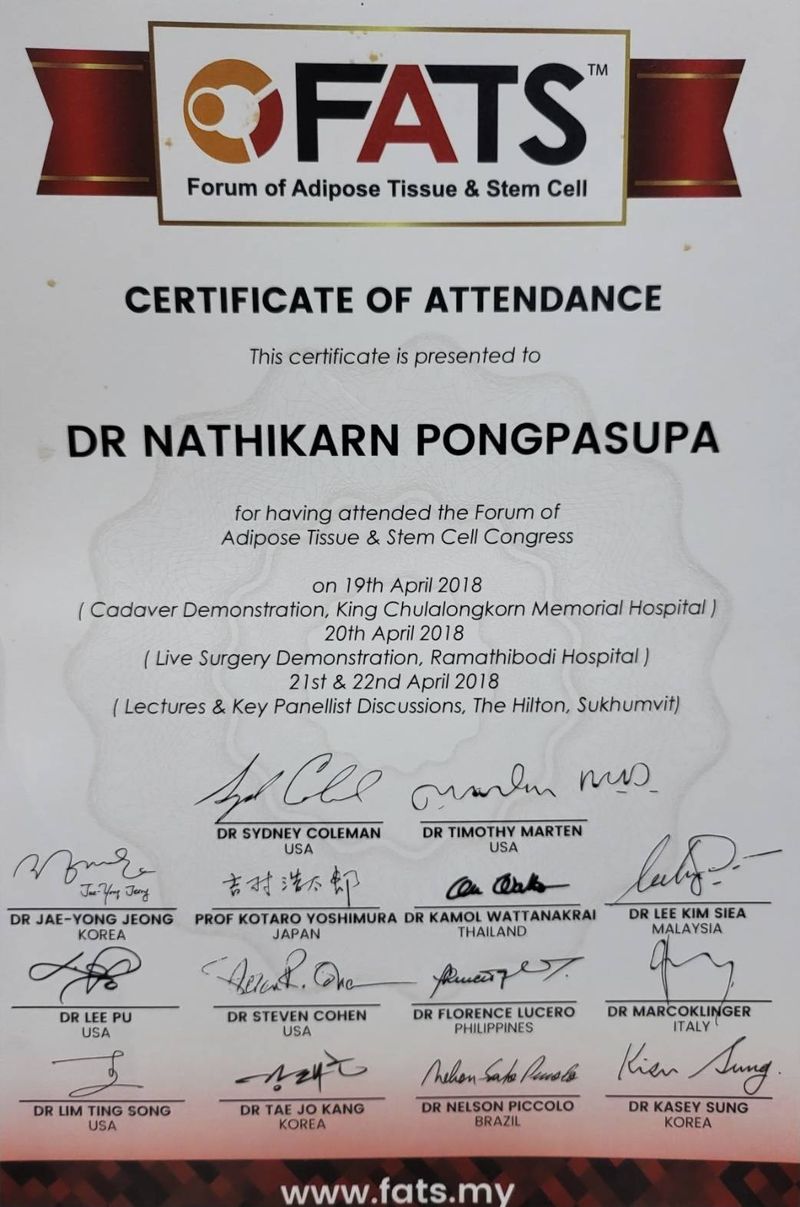 FATS™
Forum of Adipose Tissue & Stem Cell
CERTIFICATE OF ATTENDANCE
This certificate is presented to
DR NATHIKARN PONGPASUPA
for having attended the Forum of
Adipose Tissue & Stem Cell Congress
on 19th April 2018
( Cadaver Demonstration, King Chulalongkorn Memorial Hospital )
20th April 2018
( Live Surgery Demonstration, Ramathibodi Hospital )
21st & 22nd April 2018
( Lectures & Key Panellist Discussions, The Hilton, Sukhumvit)
DR SYDNEY COLEMAN
USA
DR TIMOTHY MARTEN
USA
Jae-Yong Jeong
DR JAE-YONG JEONG
KOREA
吉村浩太郎
PROF KOTARO YOSHIMURA
JAPAN
DR KAMOL WATTANAKRAI
THAILAND
DR LEE KIM SIEA
MALAYSIA
DR LEE PU
USA
DR STEVEN COHEN
USA
DR FLORENCE LUCERO
PHILIPPINES
DR MARCOKLINGER
ITALY
DR LIM TING SONG
USA
DR TAE JO KANG
KOREA
DR NELSON PICCOLO
BRAZIL
Kien Sung.
DR KASEY SUNG
KOREA
www.fats.my